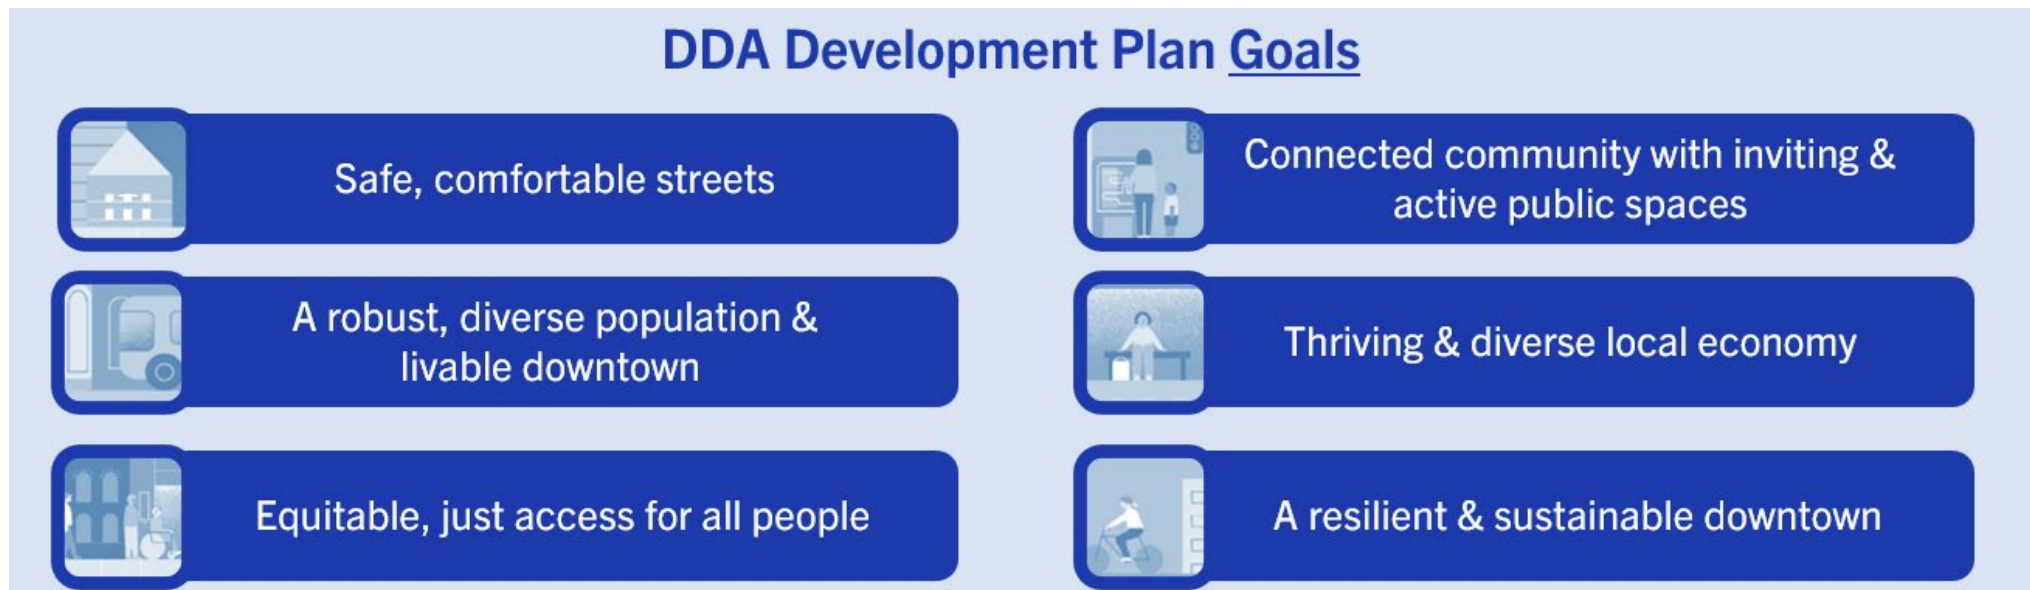 DDA Development Plan Goals
Safe, comfortable streets
Connected community with inviting &
active public spaces
A robust, diverse population &
livable downtown
Thriving & diverse local economy
Equitable, just access for all people
A resilient & sustainable downtown